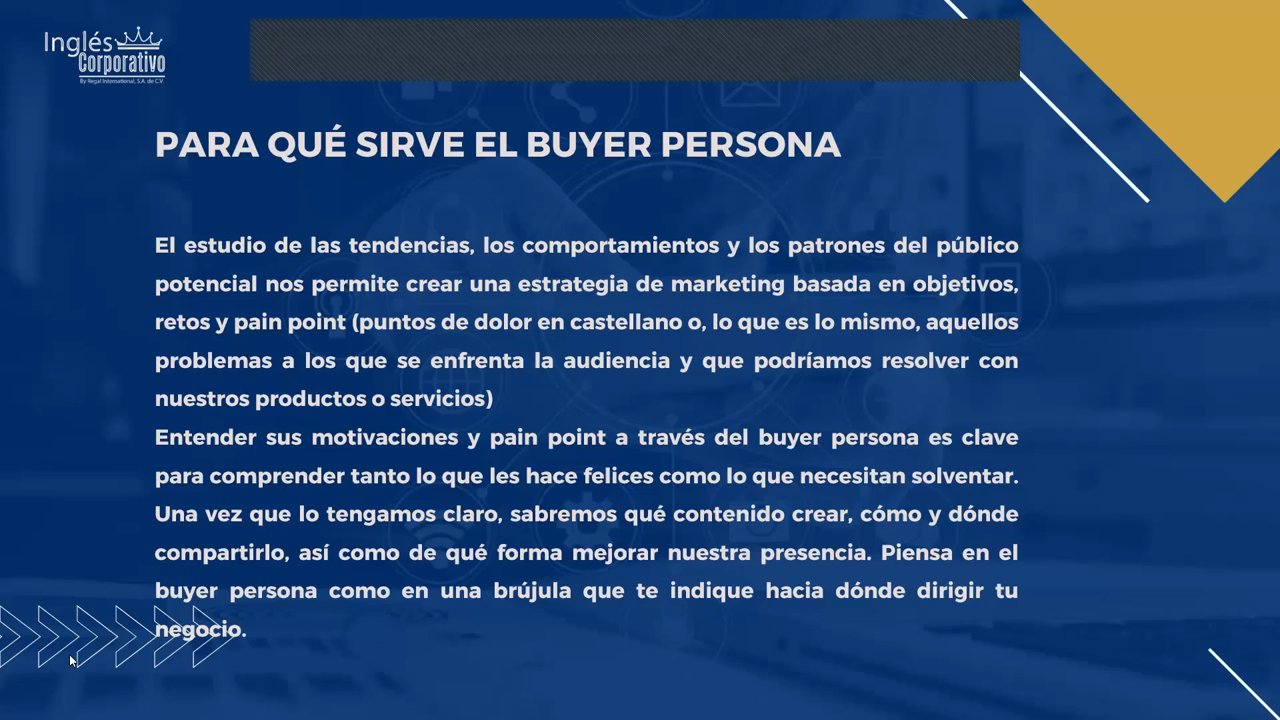 Inglés
Corporativo
By Regal International, S.A. de C.V.
PARA QUÉ SIRVE EL BUYER PERSONA
El estudio de las tendencias, los comportamientos y los patrones del público
potencial nos permite crear una estrategia de marketing basada en objetivos,
retos y pain point (puntos de dolor en castellano o, lo que es lo mismo, aquellos
problemas a los que se enfrenta la audiencia y que podríamos resolver con
nuestros productos o servicios)
Entender sus motivaciones y pain point a través del buyer persona es clave
para comprender tanto lo que les hace felices como lo que necesitan solventar.
Una vez que lo tengamos claro, sabremos qué contenido crear, cómo y dónde
compartirlo, así como de qué forma mejorar nuestra presencia. Piensa en el
buyer persona como en una brújula que te indique hacia dónde dirigir tu
negocio.